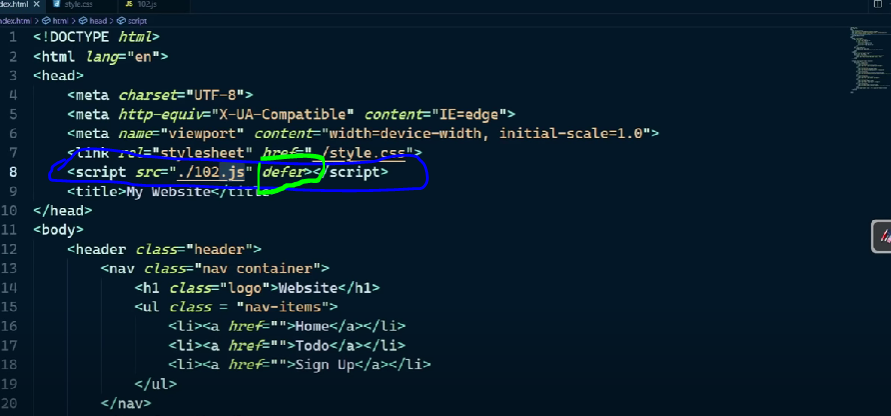 index.html style.css 102.js
index.html > html > head > script
1 <!DOCTYPE html>
2 <html lang="en">
3 <head>
4 <meta charset="UTF-8">
5 <meta http-equiv="X-UA-Compatible" content="IE=edge">
6 <meta name="viewport" content="width=device-width, initial-scale=1.0">
7 <link rel="stylesheet" href="./style.css">
8 <script src="./102.js" defer></script>
9 <title>My Website</title>
10 </head>
11 <body>
12 <header class="header">
13 <nav class="nav container">
14 <h1 class="logo">Website</h1>
15 <ul class = "nav-items">
16 <li><a href="">Home</a></li>
17 <li><a href="">Todo</a></li>
18 <li><a href="">Sign Up</a></li>
19 </ul>
20 </nav>